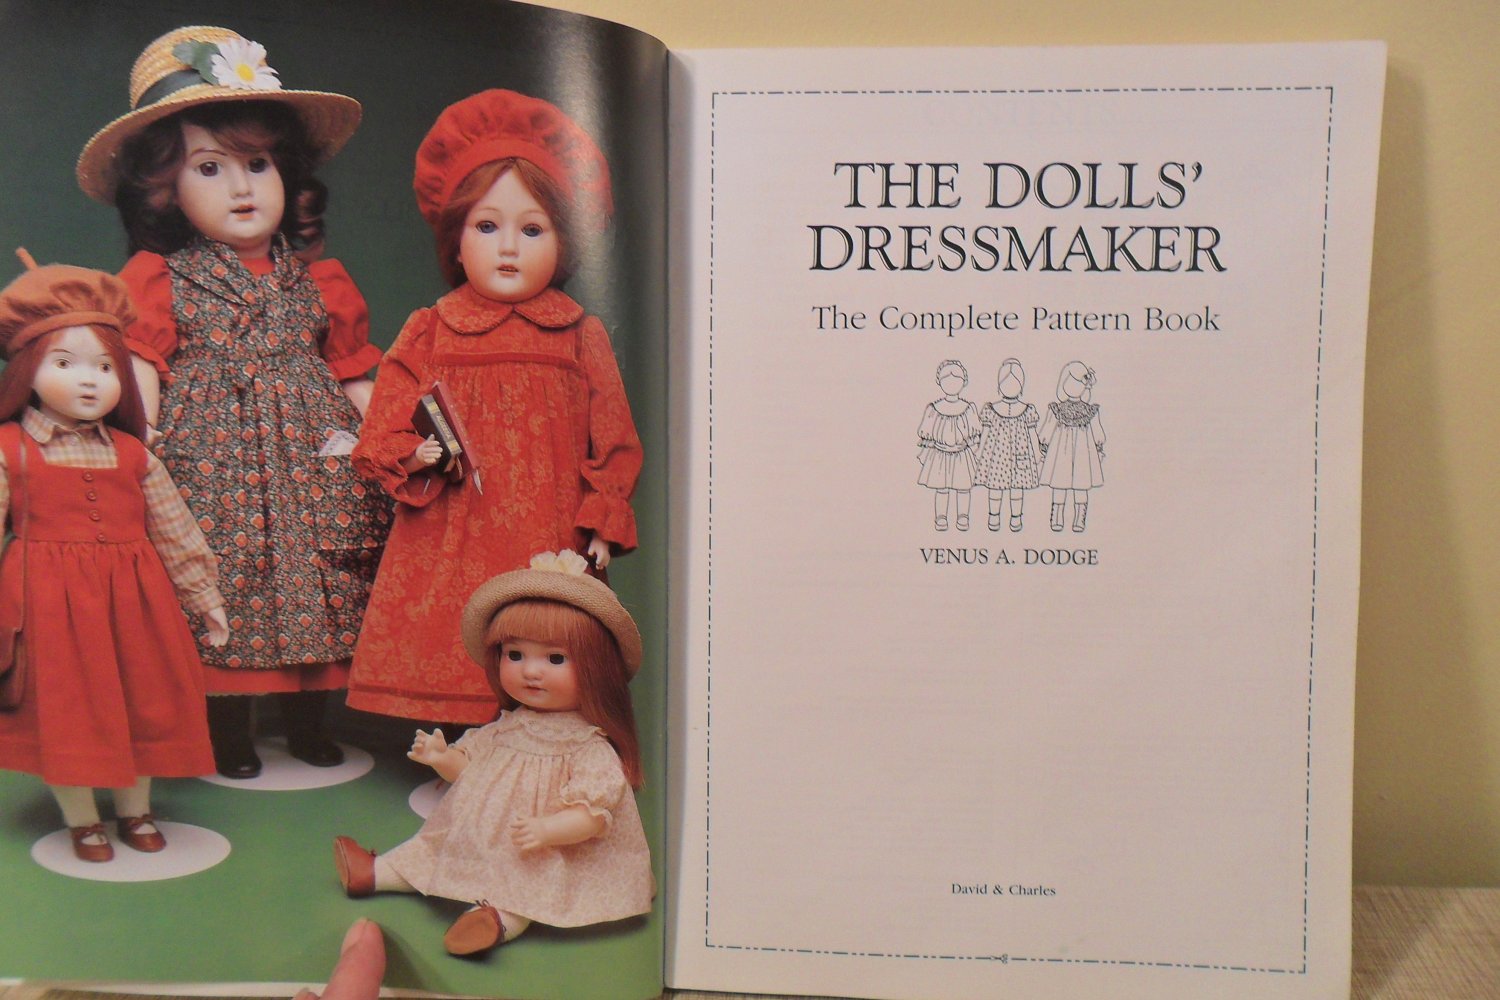 THE DOLLS'
DRESSMAKER
The Complete Pattern Book
VENUS A. DODGE
David & Charles